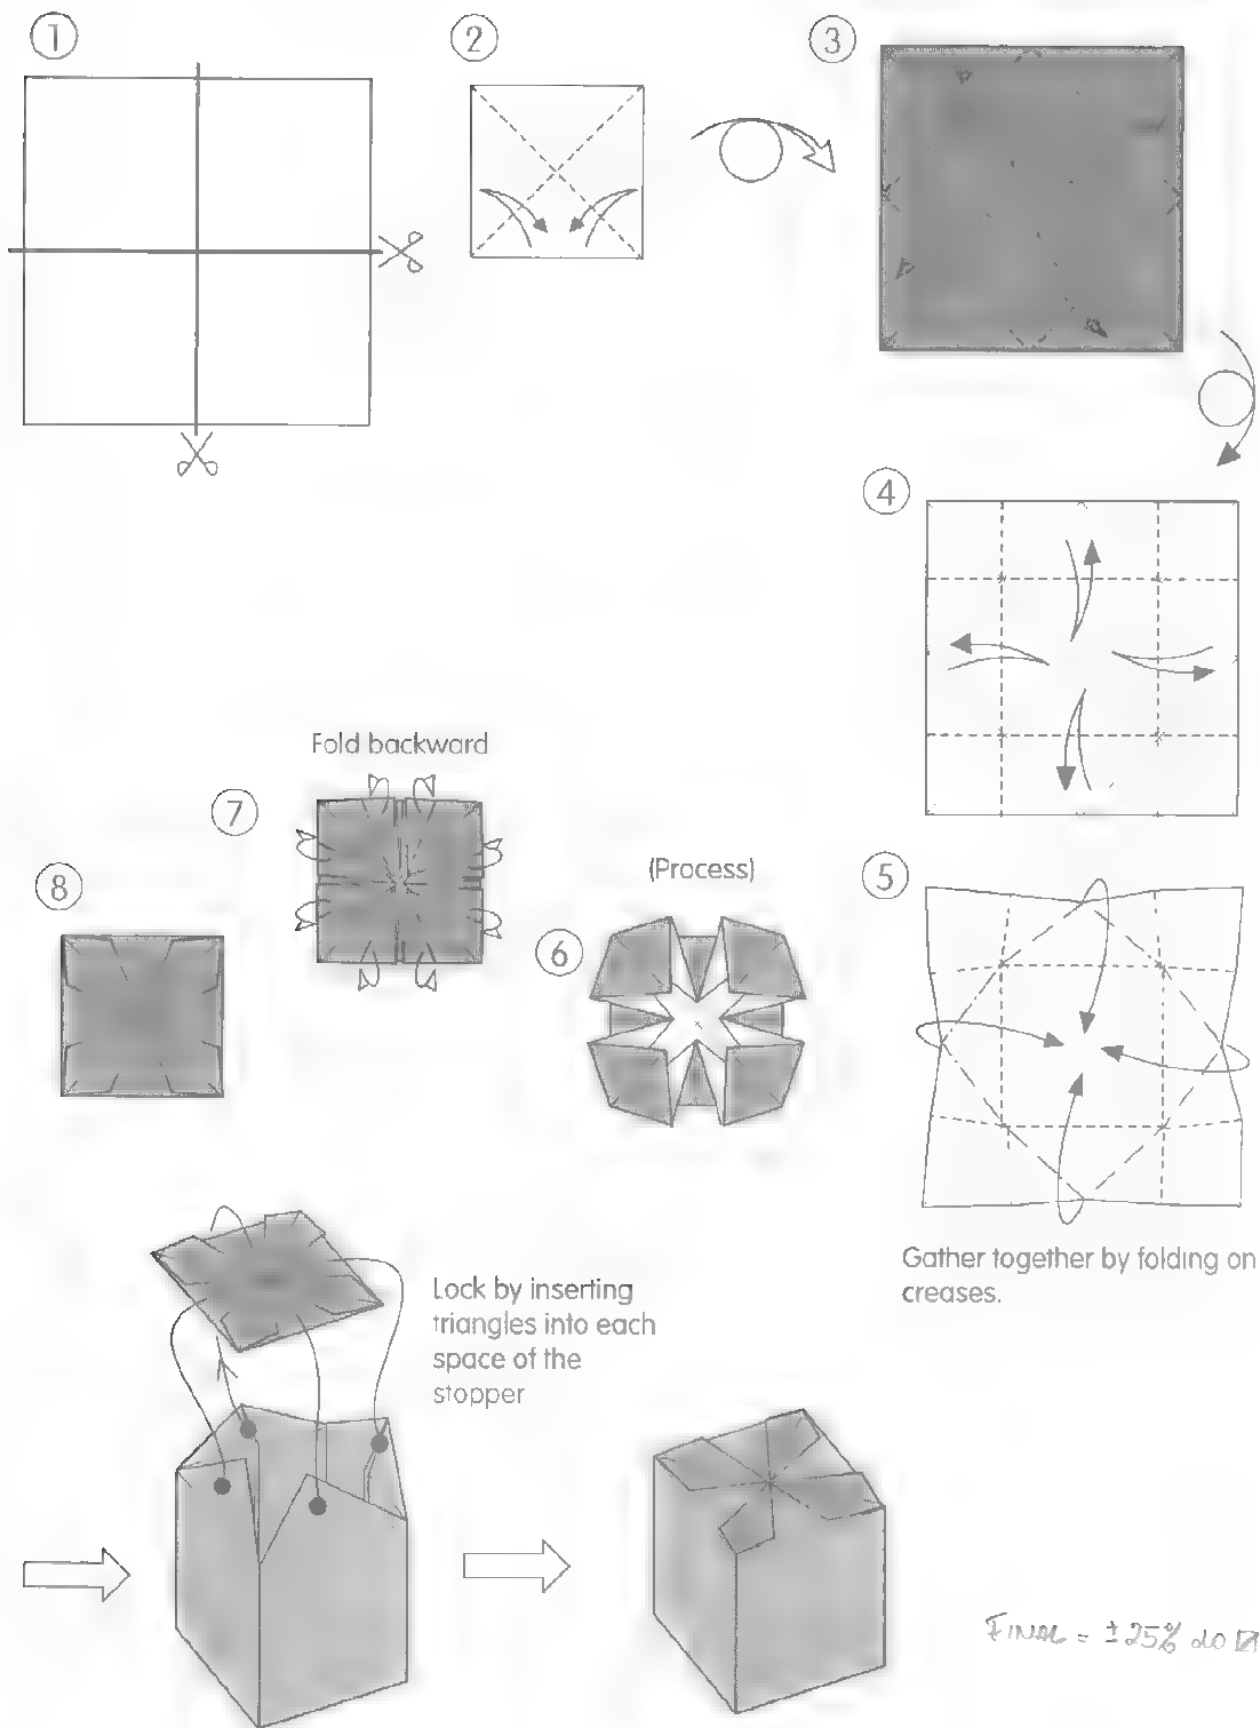 1
2
3
4
Fold backward
7
8
(Process)
5
6
Gather together by folding on
creases.
Lock by inserting
triangles into each
space of the
stopper
FINAL = ±25% do